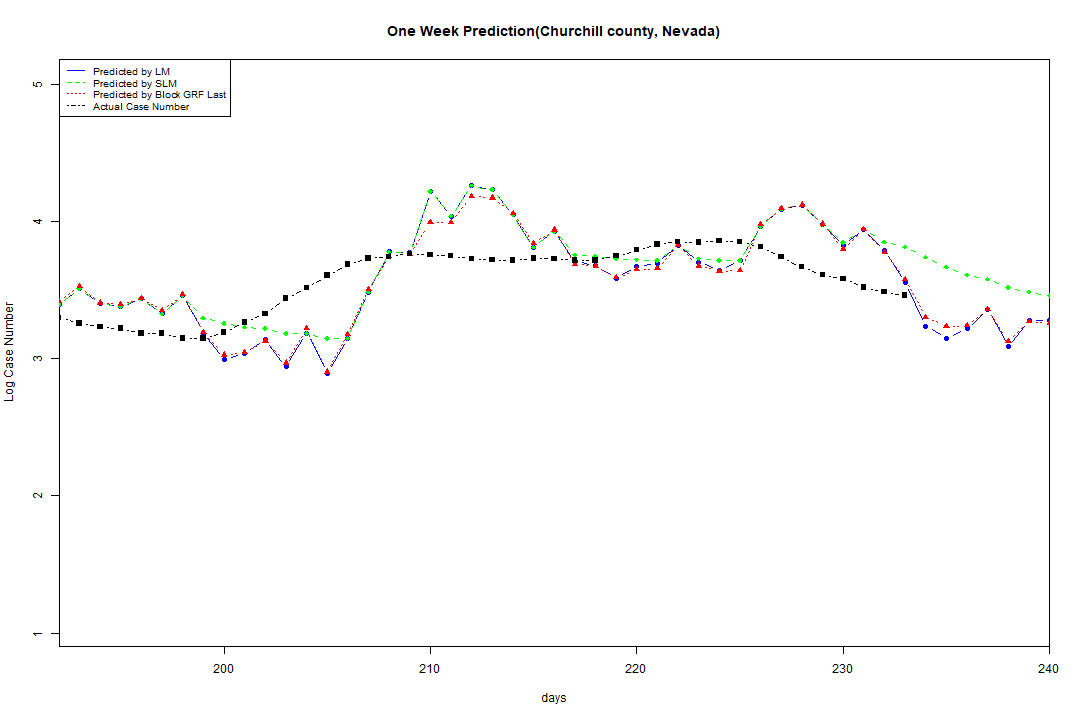 One Week Prediction(Churchill county, Nevada)
Predicted by LM
Predicted by SLM
Predicted by Block GRF Last
Actual Case Number
5
4
3
2
1
Log Case Number
200
210
220
230
240
days